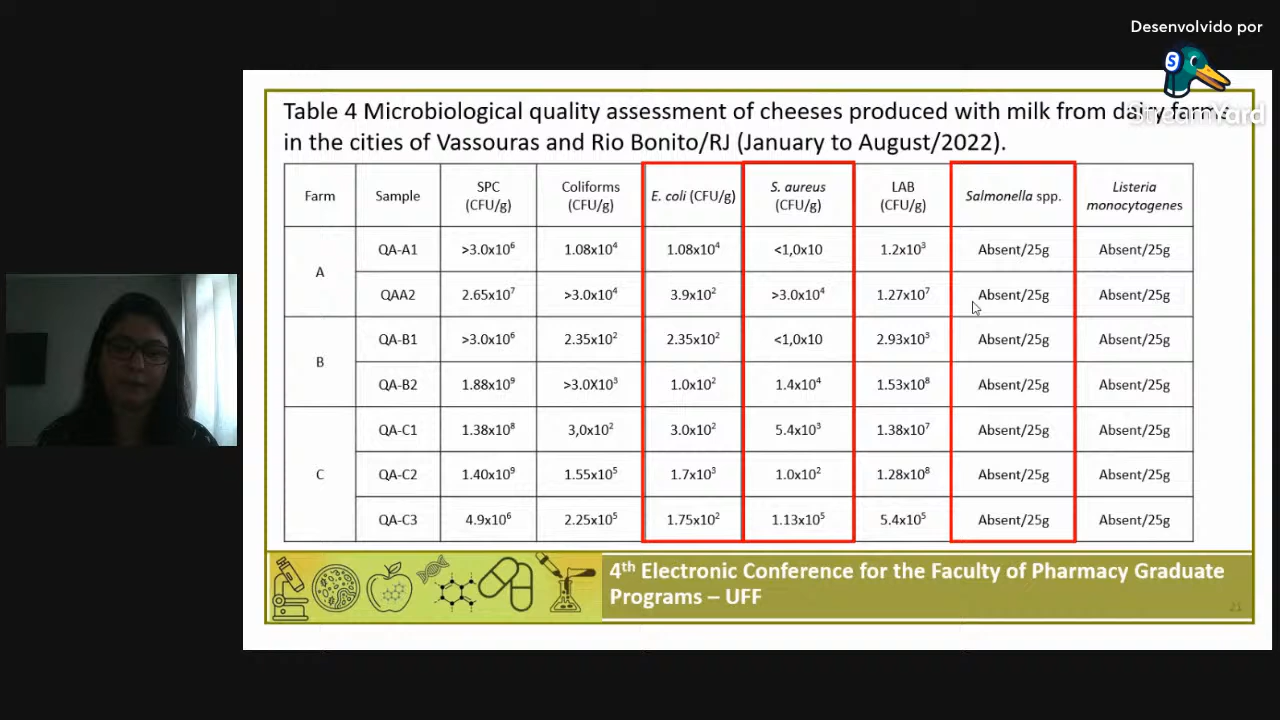 Desenvolvido por
S
StreamYard
Table 4 Microbiological quality assessment of cheeses produced with milk from dairy farms
in the cities of Vassouras and Rio Bonito/RJ (January to August/2022).
Farm Sample SPC (CFU/g) Coliforms (CFU/g) E. coli (CFU/g) S. aureus (CFU/g) LAB (CFU/g) Salmonella spp. Listeria monocytogenes
A
QA-A1 >3.0x10⁶ 1.08x10⁴ 1.08x10⁴ <1,0x10 1.2x10³ Absent/25g Absent/25g
QAA2 2.65x10⁷ >3.0x10⁴ 3.9x10² >3.0x10⁴ 1.27x10⁷ Absent/25g Absent/25g
B
QA-B1 >3.0x10⁶ 2.35x10² 2.35x10² <1,0x10 2.93x10³ Absent/25g Absent/25g
QA-B2 1.88x10⁹ >3.0X10³ 1.0x10² 1.4x10⁴ 1.53x10⁸ Absent/25g Absent/25g
C
QA-C1 1.38x10⁸ 3,0x10² 3.0x10² 5.4x10³ 1.38x10⁷ Absent/25g Absent/25g
QA-C2 1.40x10⁹ 1.55x10⁵ 1.7x10³ 1.0x10² 1.28x10⁸ Absent/25g Absent/25g
QA-C3 4.9x10⁶ 2.25x10⁵ 1.75x10² 1.13x10⁵ 5.4x10⁵ Absent/25g Absent/25g
4th Electronic Conference for the Faculty of Pharmacy Graduate
Programs – UFF
21